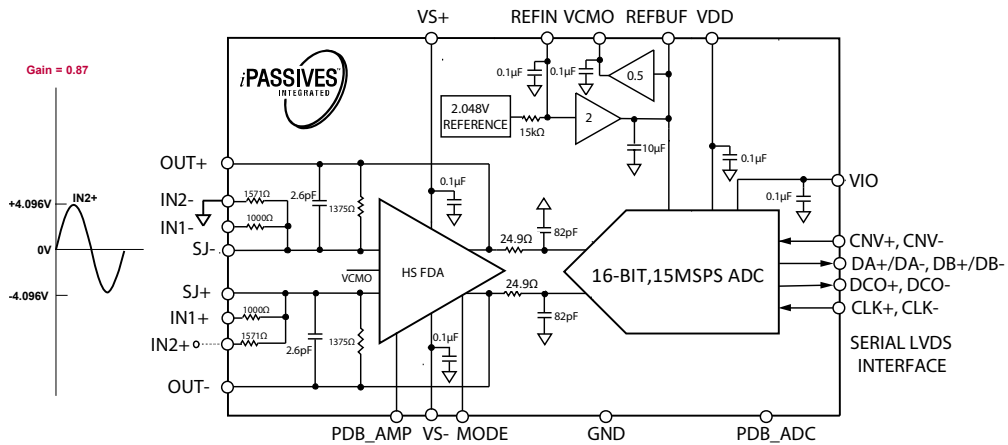 VS+ REFIN VCMO REFBUF VDD
Gain = 0.87
iPASSIVES™
INTEGRATED
0.1µF
0.1µF
0.5
2.048V
REFERENCE
15kΩ
2
10µF
0.1µF
OUT+
IN2-
IN1-
SJ-
1571Ω
1000Ω
2.6pF
1375Ω
0.1µF
VIO
0.1µF
+4.096V
IN2+
0V
-4.096V
82pF
24.9Ω
HS FDA
VCMO
24.9Ω
82pF
16-BIT,15MSPS ADC
CNV+, CNV-
DA+/DA-, DB+/DB-
DCO+, DCO-
CLK+, CLK-
SERIAL LVDS
INTERFACE
SJ+
IN1+
IN2+
OUT-
1000Ω
1571Ω
2.6pF
1375Ω
0.1µF
PDB_AMP VS- MODE GND PDB_ADC